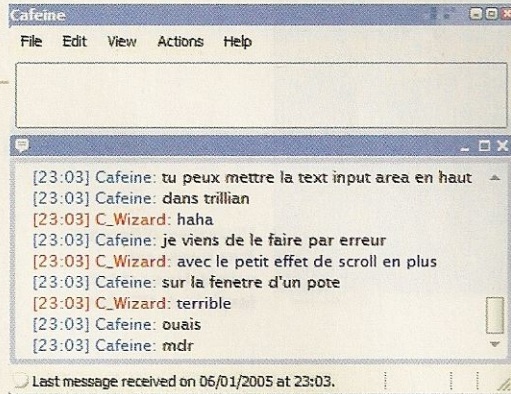 Cafeine
File Edit View Actions Help
[23:03] Cafeine: tu peux mettre la text input area en haut
[23:03] Cafeine: dans trillian
[23:03] C_Wizard: haha
[23:03] Cafeine: je viens de le faire par erreur
[23:03] C_Wizard: avec le petit effet de scroll en plus
[23:03] Cafeine: sur la fenetre d'un pote
[23:03] C_Wizard: terrible
[23:03] Cafeine: ouais
[23:03] Cafeine: mdr
Last message received on 06/01/2005 at 23:03.